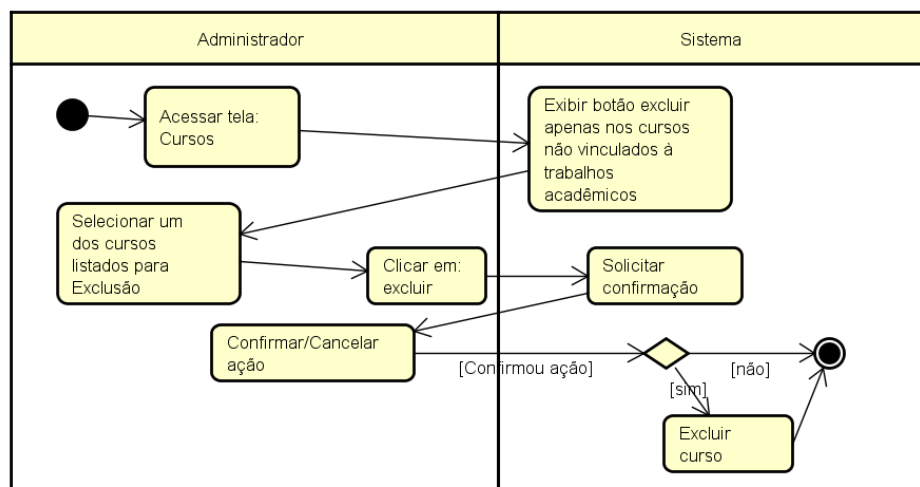 Administrador
Sistema
Acessar tela:
Cursos
Exibir botão excluir
apenas nos cursos
não vinculados à
trabalhos
acadêmicos
Selecionar um
dos cursos
listados para
Exclusão
Clicar em:
excluir
Solicitar
confirmação
Confirmar/Cancelar
ação
[Confirmou ação]
[não]
[sim]
Excluir
curso